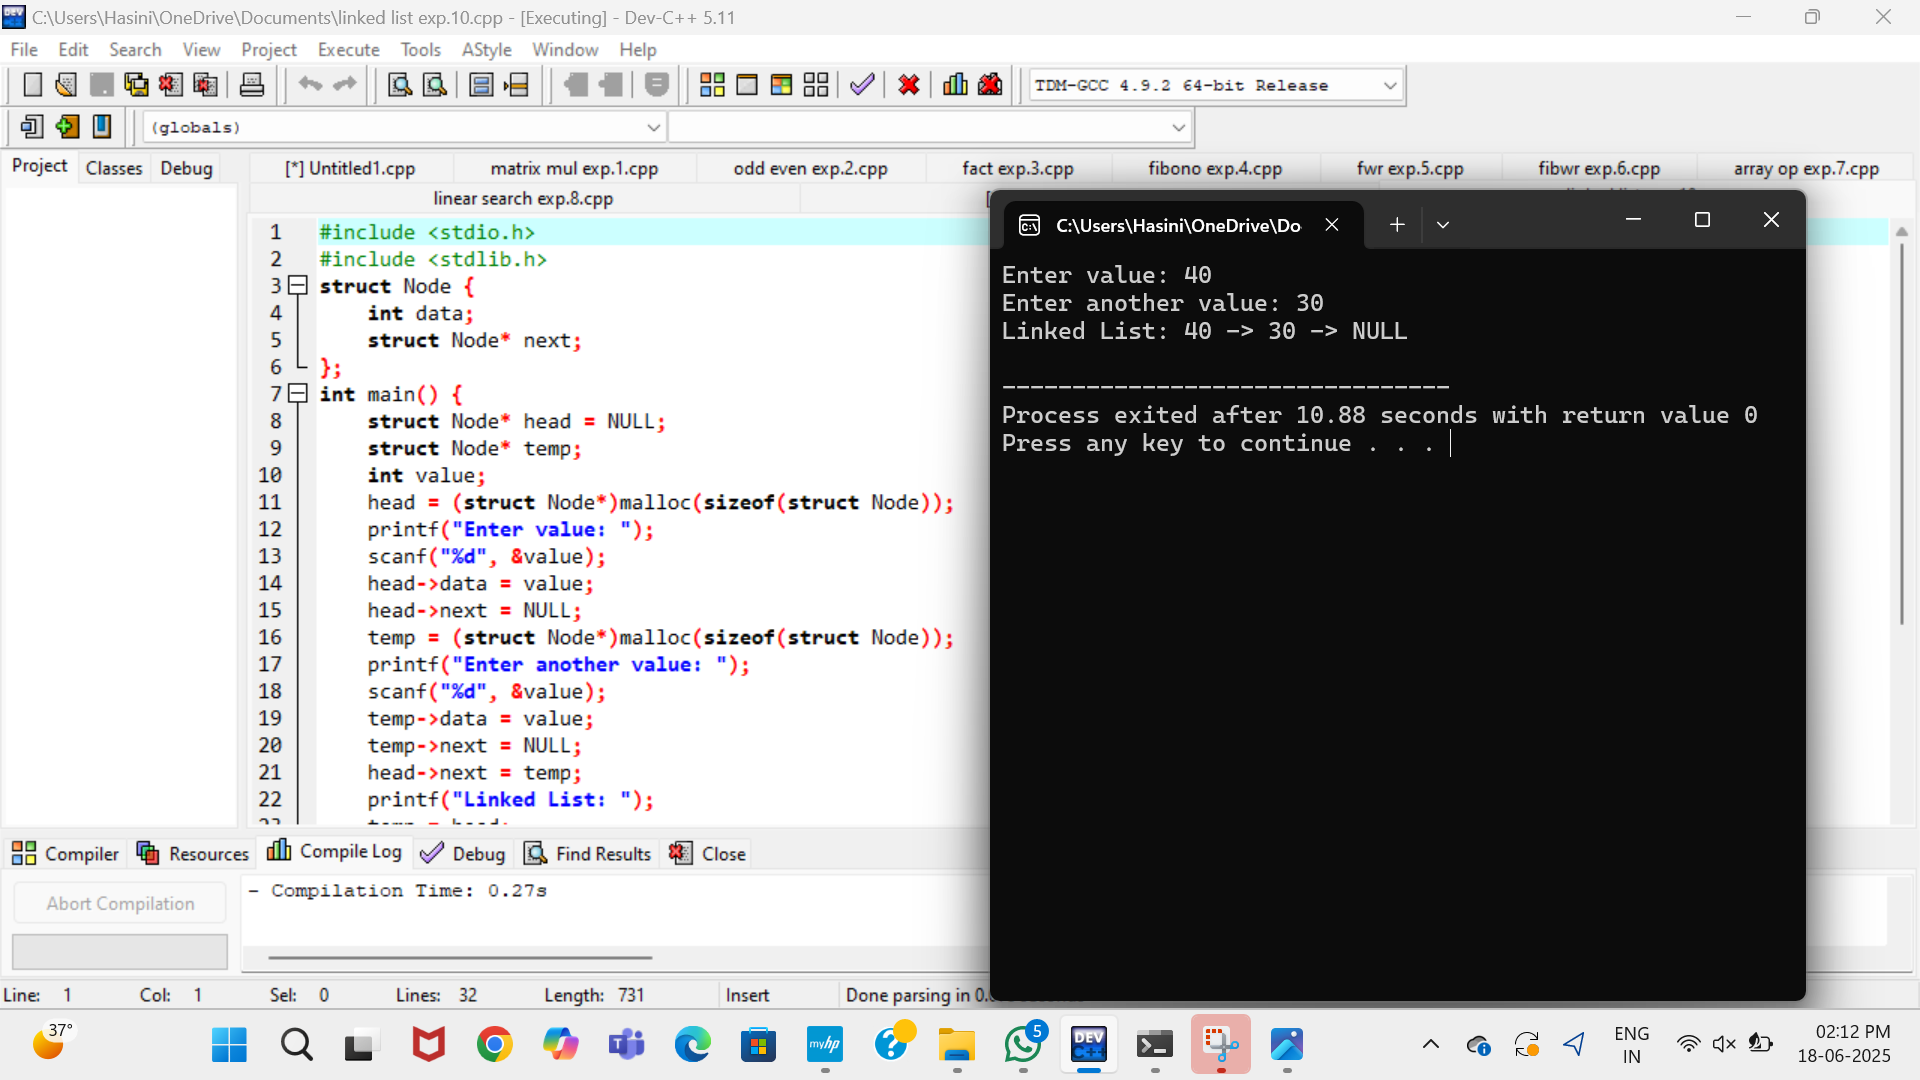 C:\Users\Hasini\OneDrive\Documents\linked list exp.10.cpp - [Executing] - Dev-C++ 5.11
File Edit Search View Project Execute Tools AStyle Window Help
TDM-GCC 4.9.2 64-bit Release
(globals)
Project Classes Debug
[*] Untitled1.cpp matrix mul exp.1.cpp odd even exp.2.cpp fact exp.3.cpp fibono exp.4.cpp fwr exp.5.cpp fibwr exp.6.cpp array op exp.7.cpp
linear search exp.8.cpp
1 #include <stdio.h>
2 #include <stdlib.h>
3 struct Node {
4 int data;
5 struct Node* next;
6 };
7 int main() {
8 struct Node* head = NULL;
9 struct Node* temp;
10 int value;
11 head = (struct Node*)malloc(sizeof(struct Node));
12 printf("Enter value: ");
13 scanf("%d", &value);
14 head->data = value;
15 head->next = NULL;
16 temp = (struct Node*)malloc(sizeof(struct Node));
17 printf("Enter another value: ");
18 scanf("%d", &value);
19 temp->data = value;
20 temp->next = NULL;
21 head->next = temp;
22 printf("Linked List: ");
C:\Users\Hasini\OneDrive\Do
Enter value: 40
Enter another value: 30
Linked List: 40 -> 30 -> NULL
--------------------------------
Process exited after 10.88 seconds with return value 0
Press any key to continue . . .
Compiler Resources Compile Log Debug Find Results Close
Abort Compilation
- Compilation Time: 0.27s
Line: 1 Col: 1 Sel: 0 Lines: 32 Length: 731 Insert Done parsing in 0.
37°
myhp
5
DEV C++
ENG
IN
02:12 PM
18-06-2025